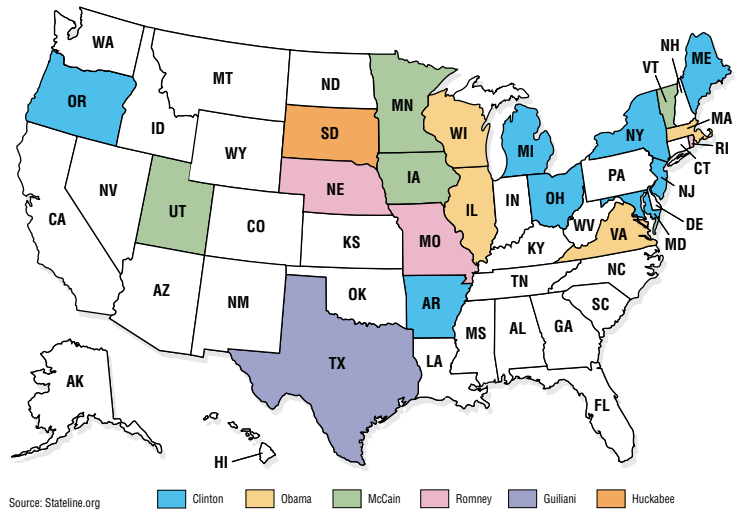 WA
NH
ME
VT
MT
ND
OR
MN
MA
ID
SD
WI
NY
MI
RI
WY
CT
PA
IA
NE
NJ
NV
OH
IN
UT
IL
DE
CO
WV
VA
MD
CA
KS
MO
KY
NC
TN
OK
AZ
NM
AR
SC
MS
AL
GA
LA
TX
AK
FL
HI
Source: Stateline.org
Clinton
Obama
McCain
Romney
Guiliani
Huckabee